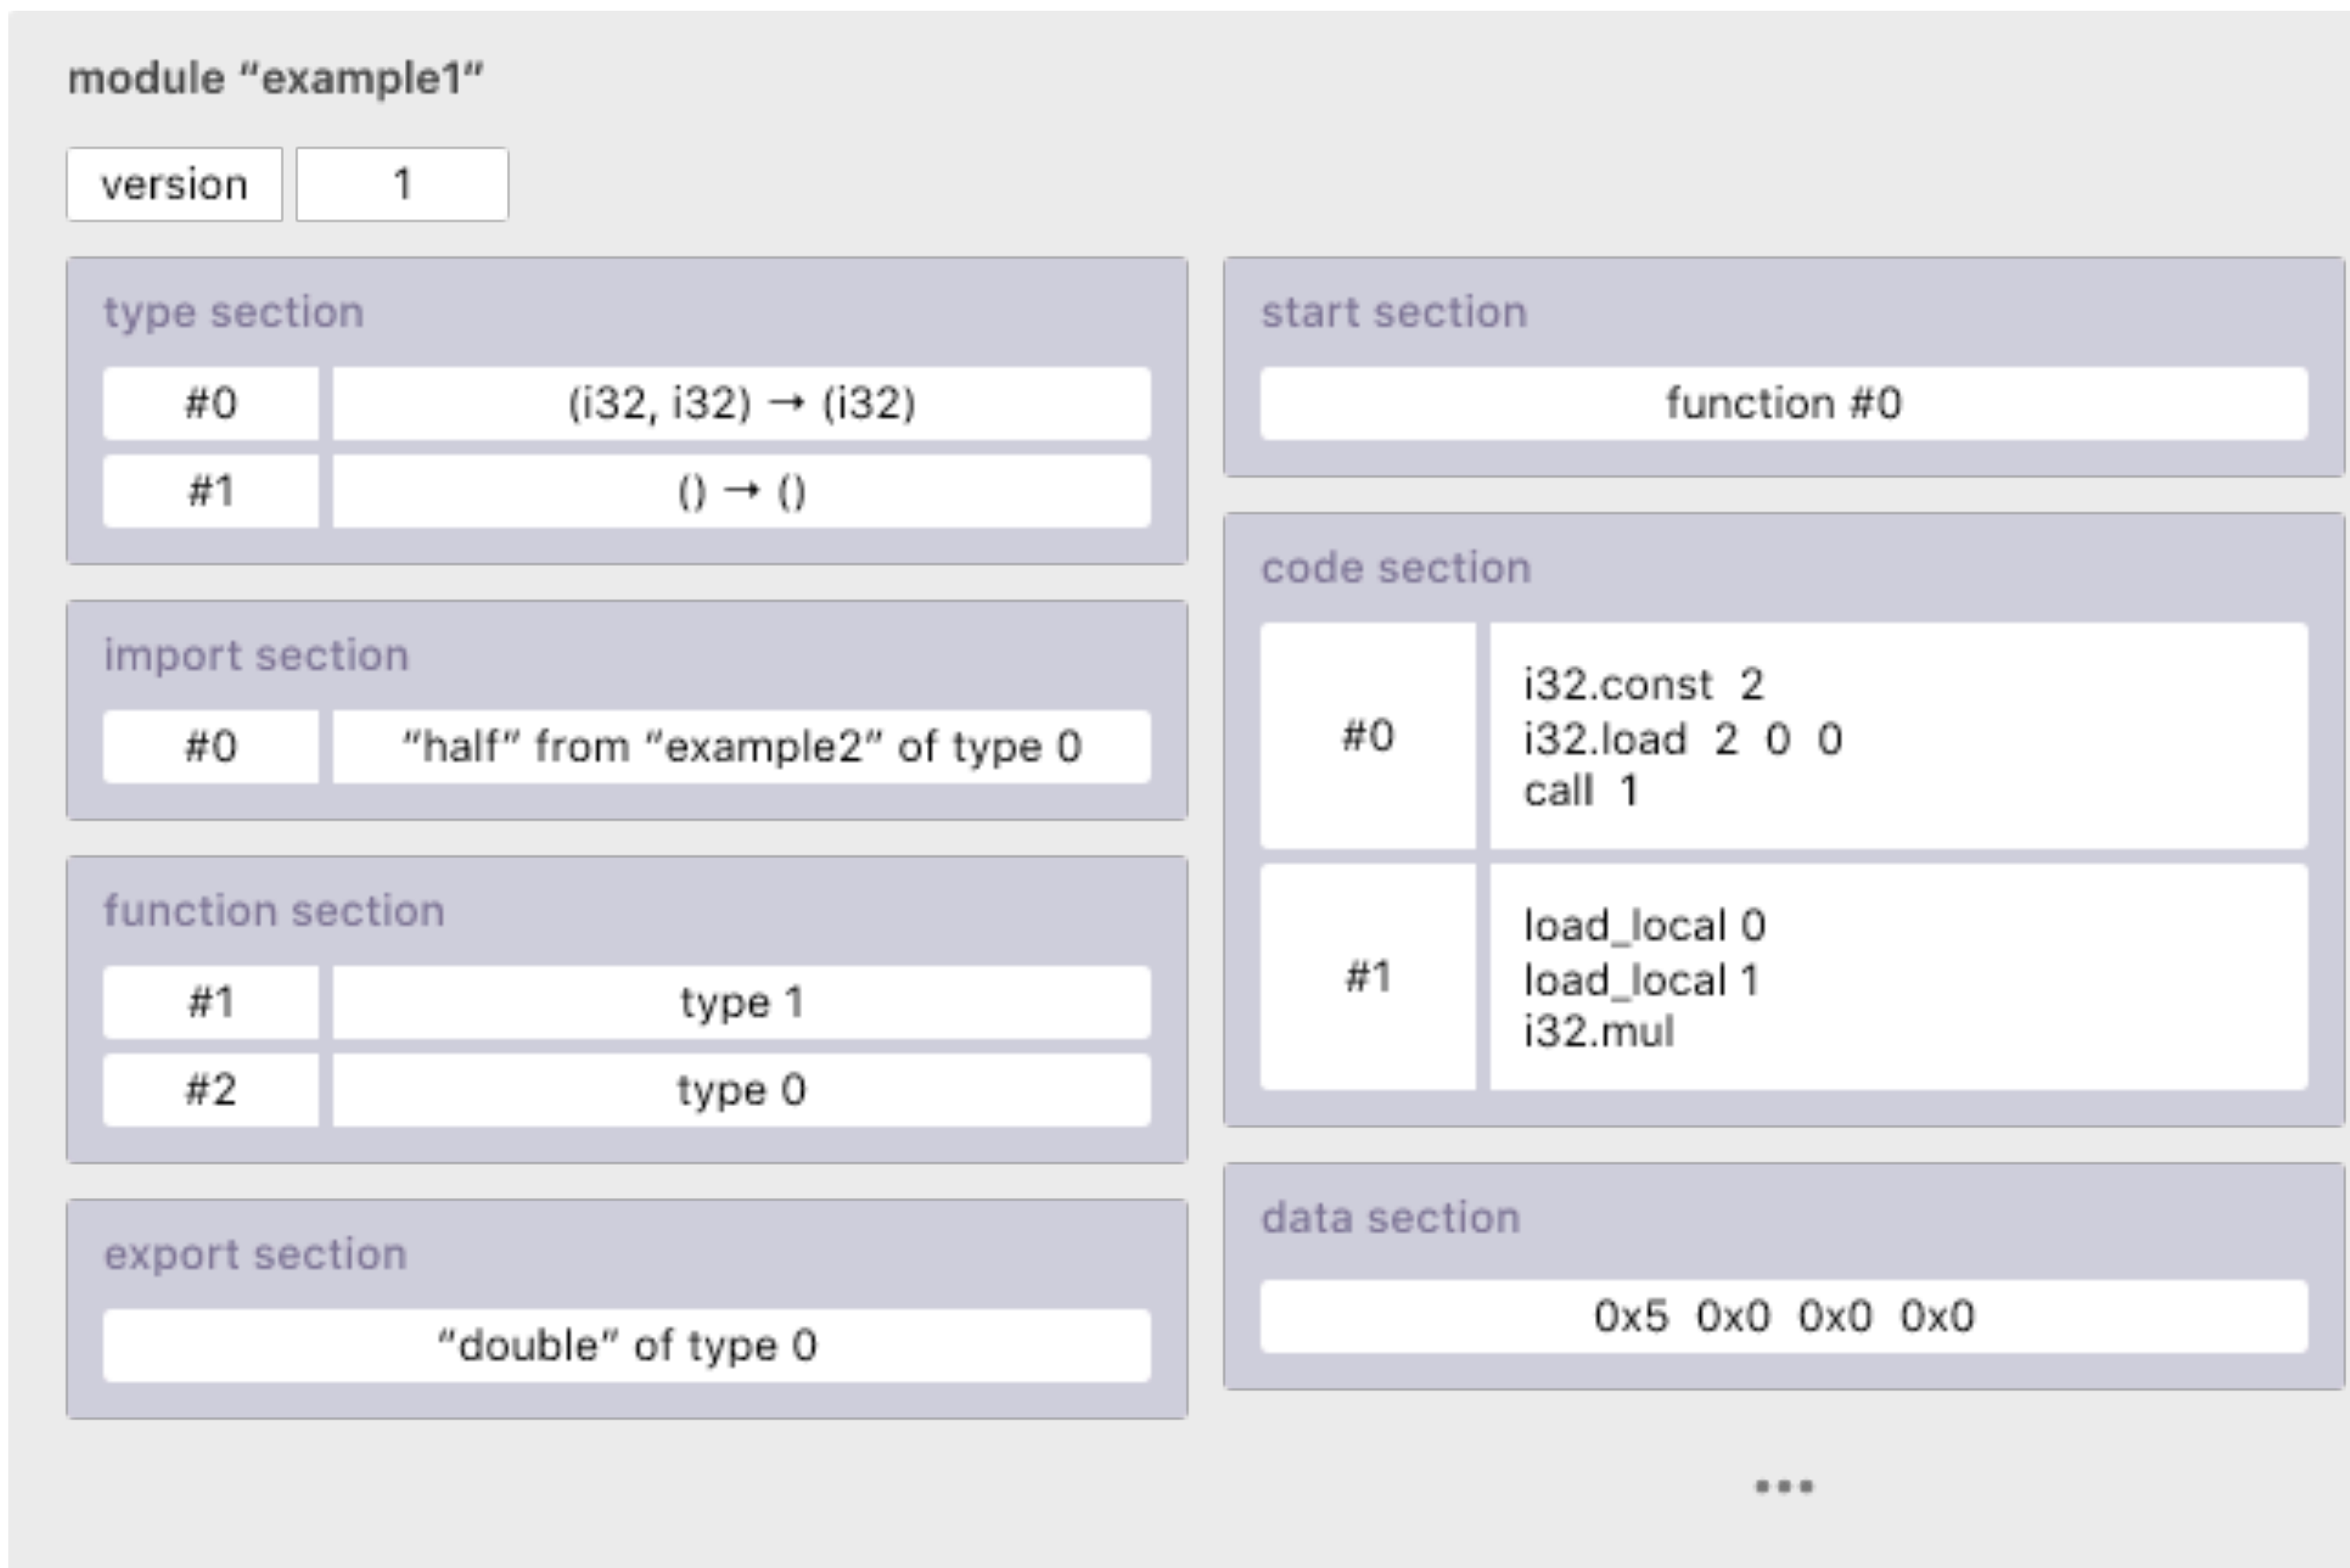 module “example1”
version 1
type section
#0 (i32, i32) → (i32)
#1 () → ()
import section
#0 “half” from “example2” of type 0
function section
#1 type 1
#2 type 0
export section
“double” of type 0
start section
function #0
code section
#0
i32.const 2
i32.load 2 0 0
call 1
#1
load_local 0
load_local 1
i32.mul
data section
0x5 0x0 0x0 0x0
...